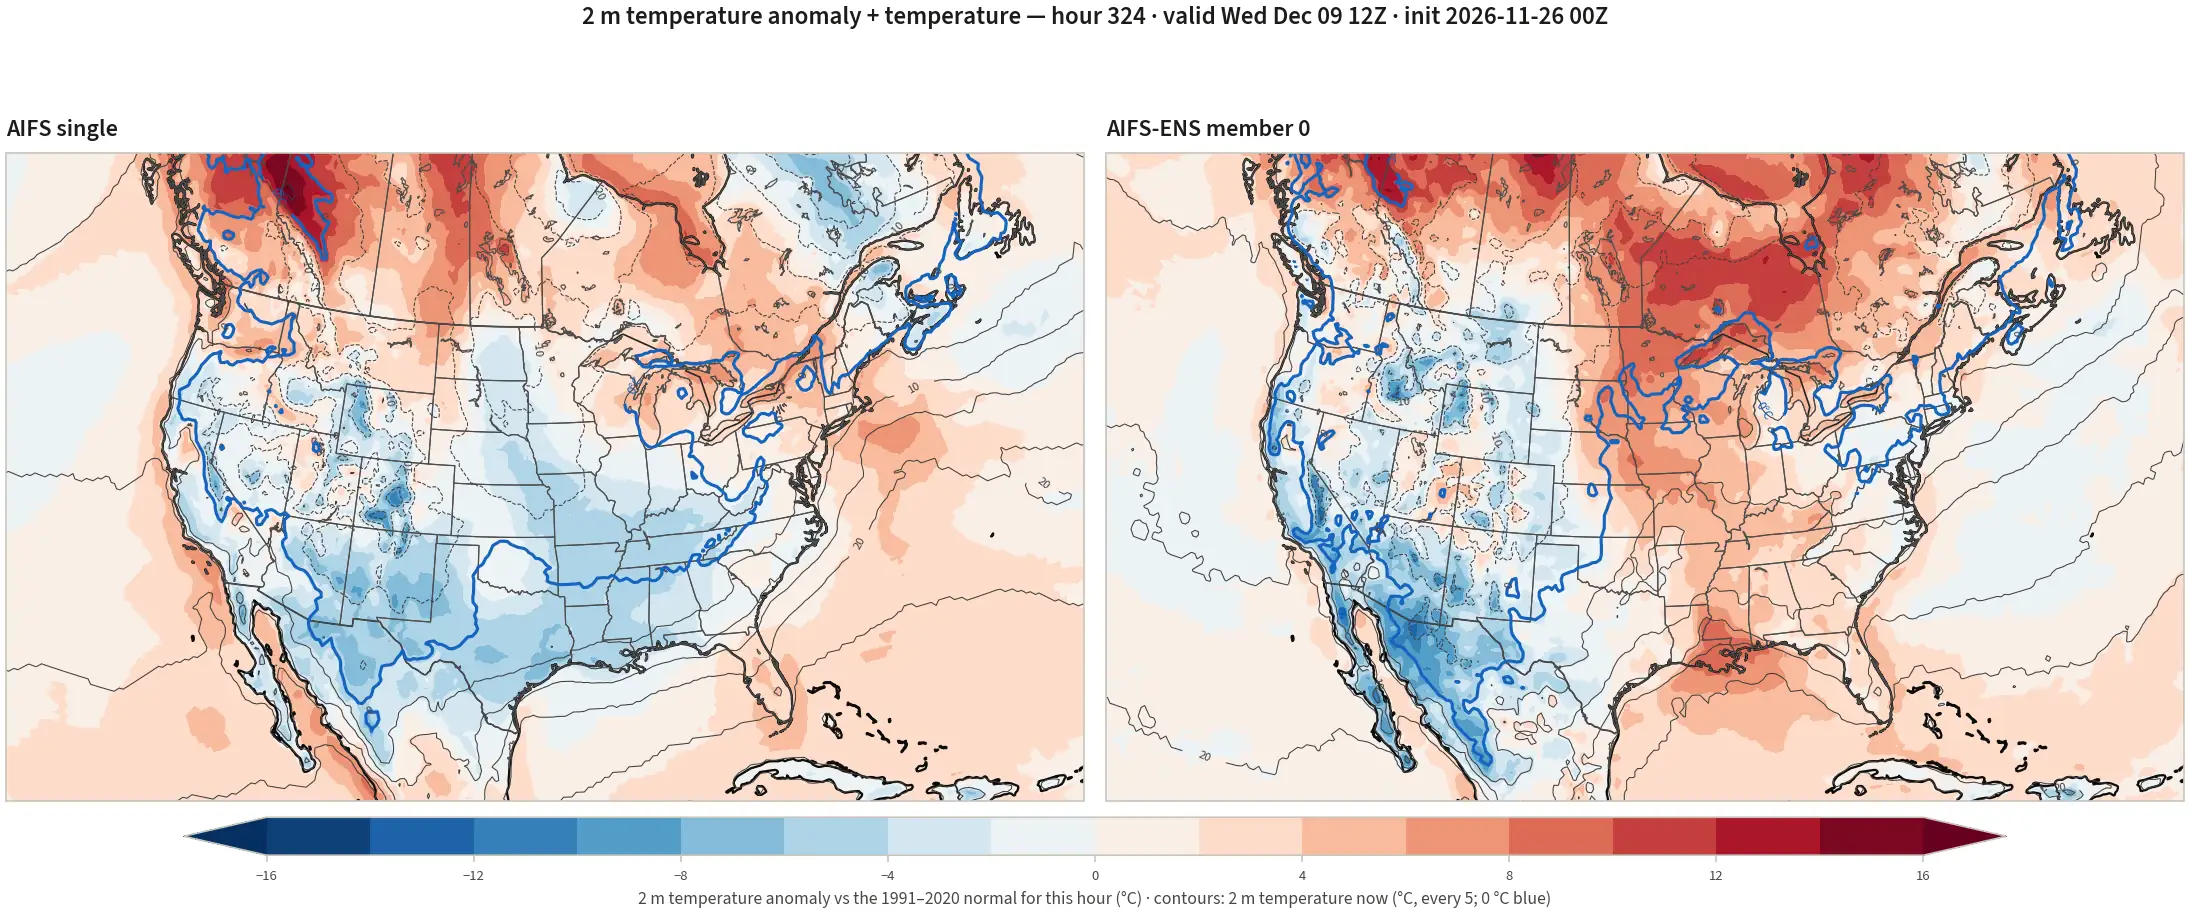 2 m temperature anomaly + temperature — hour 324 · valid Wed Dec 09 12Z · init 2026-11-26 00Z
AIFS single
AIFS-ENS member 0
10
20
20
20
−16 −12 −8 −4 0 4 8 12 16
2 m temperature anomaly vs the 1991–2020 normal for this hour (°C) · contours: 2 m temperature now (°C, every 5; 0 °C blue)